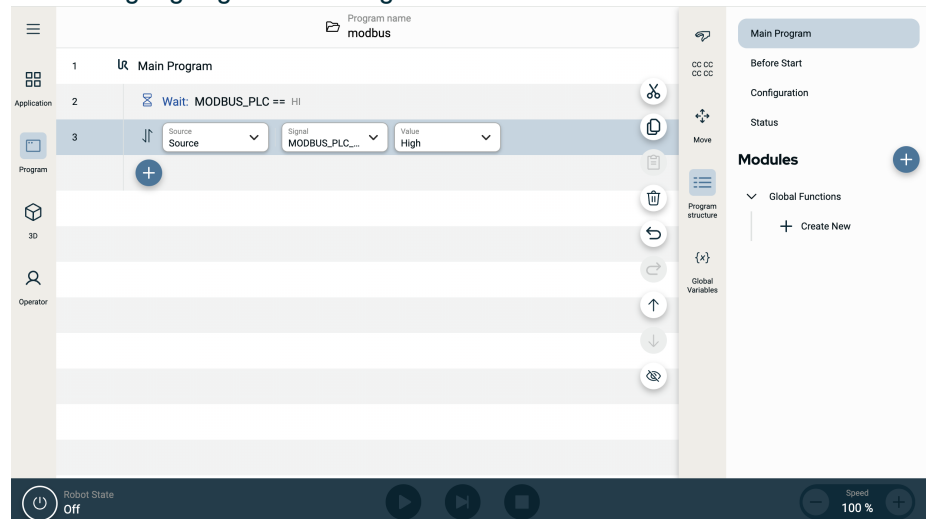 Program name
modbus
Main Program
Before Start
Configuration
Status
Modules
Global Functions
Create New
Application
Program
3D
Operator
1 Main Program
2 Wait: MODBUS_PLC == HI
3
Source
Source
Signal
MODBUS_PLC_...
Value
High
CC CC
CC CC
Move
Program
structure
{x}
Global
Variables
Robot State
Off
Speed
100 %